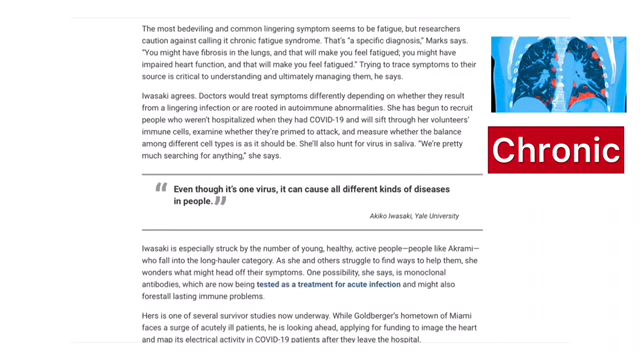 The most bedeviling and common lingering symptom seems to be fatigue, but researchers
caution against calling it chronic fatigue syndrome. That's “a specific diagnosis,” Marks says.
“You might have fibrosis in the lungs, and that will make you feel fatigued; you might have
impaired heart function, and that will make you feel fatigued.” Trying to trace symptoms to their
source is critical to understanding and ultimately managing them, he says.
Iwasaki agrees. Doctors would treat symptoms differently depending on whether they result
from a lingering infection or are rooted in autoimmune abnormalities. She has begun to recruit
people who weren't hospitalized when they had COVID-19 and will sift through her volunteers'
immune cells, examine whether they're primed to attack, and measure whether the balance
among different cell types is as it should be. She'll also hunt for virus in saliva. “We're pretty
much searching for anything,” she says.
Chronic
“ Even though it's one virus, it can cause all different kinds of diseases
in people. ”
Akiko Iwasaki, Yale University
Iwasaki is especially struck by the number of young, healthy, active people—people like Akrami—
who fall into the long-hauler category. As she and others struggle to find ways to help them, she
wonders what might head off their symptoms. One possibility, she says, is monoclonal
antibodies, which are now being tested as a treatment for acute infection and might also
forestall lasting immune problems.
Hers is one of several survivor studies now underway. While Goldberger's hometown of Miami
faces a surge of acutely ill patients, he is looking ahead, applying for funding to image the heart
and map its electrical activity in COVID-19 patients after they leave the hospital.